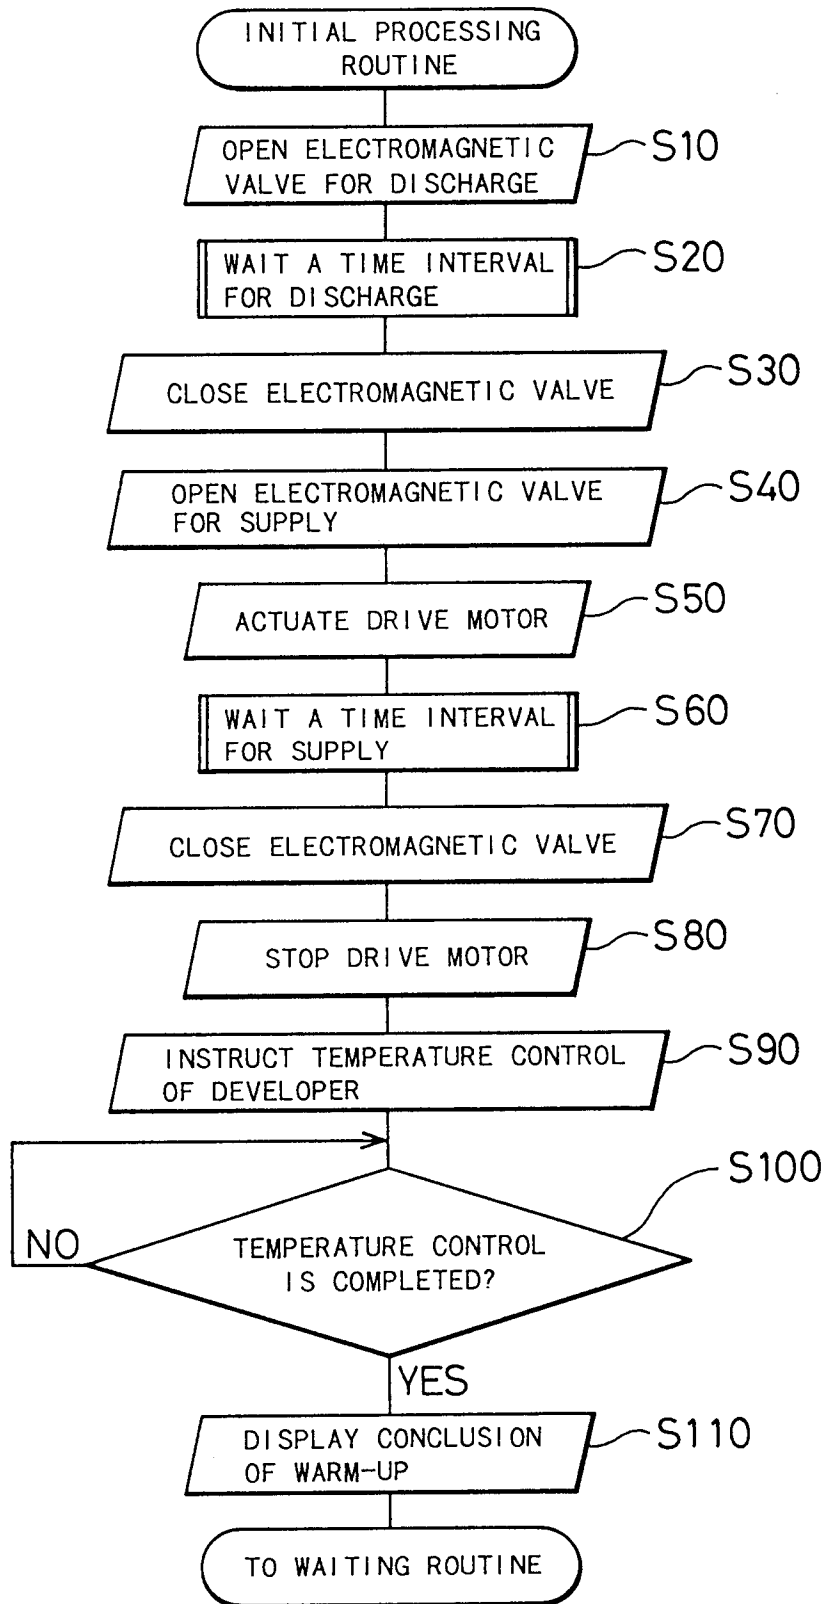 INITIAL PROCESSING
ROUTINE
OPEN ELECTROMAGNETIC
VALVE FOR DISCHARGE
S10
WAIT A TIME INTERVAL
FOR DISCHARGE
S20
CLOSE ELECTROMAGNETIC VALVE
S30
OPEN ELECTROMAGNETIC VALVE
FOR SUPPLY
S40
ACTUATE DRIVE MOTOR
S50
WAIT A TIME INTERVAL
FOR SUPPLY
S60
CLOSE ELECTROMAGNETIC VALVE
S70
STOP DRIVE MOTOR
S80
INSTRUCT TEMPERATURE CONTROL
OF DEVELOPER
S90
S100
NO
TEMPERATURE CONTROL
IS COMPLETED?
YES
DISPLAY CONCLUSION
OF WARM-UP
S110
TO WAITING ROUTINE